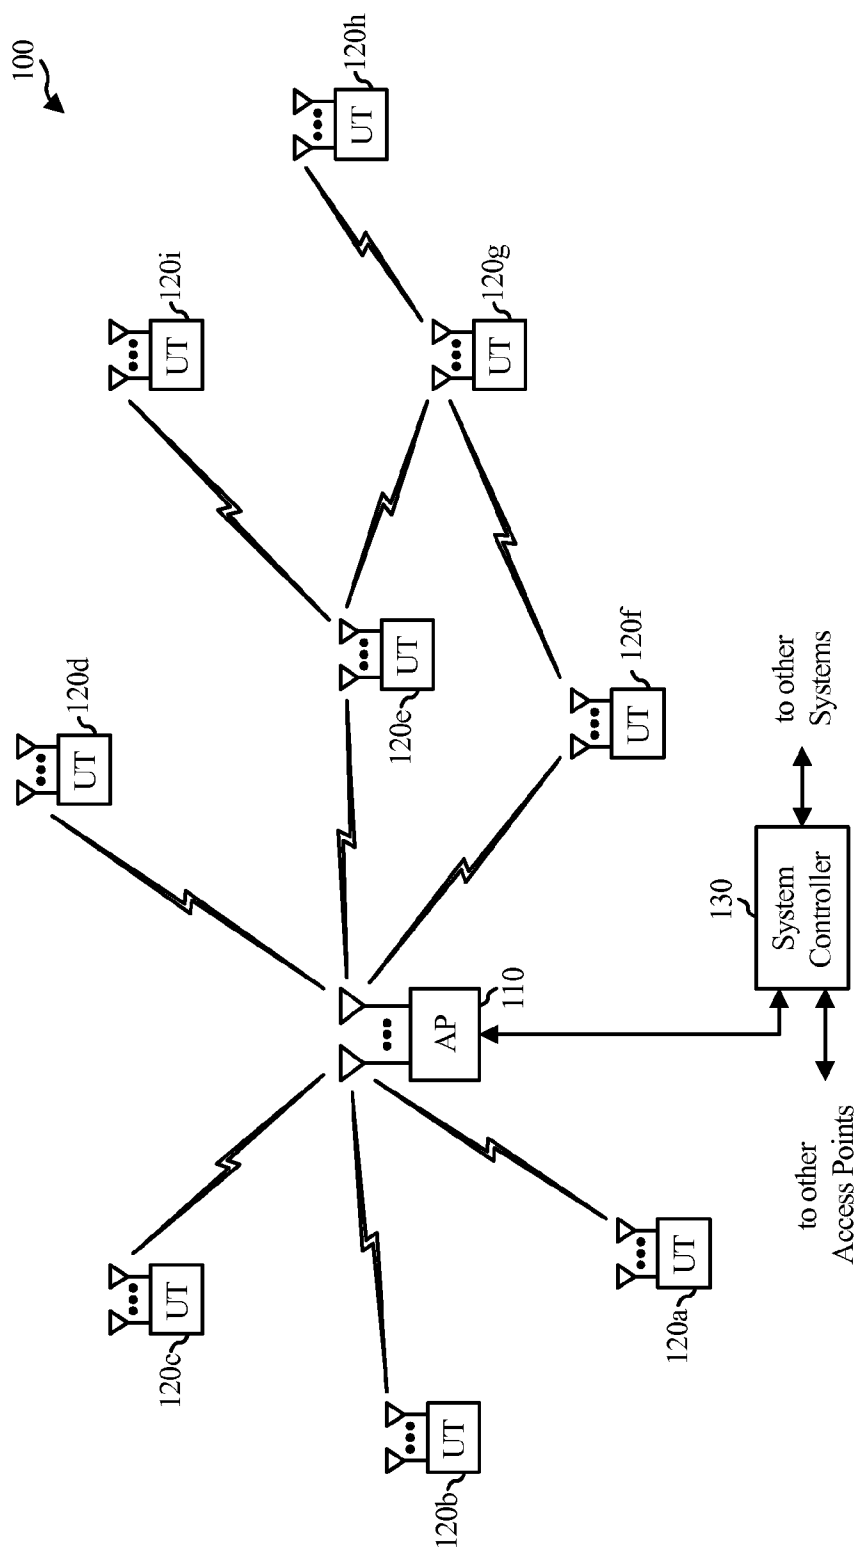 100
120h
UT
120i
UT
120g
UT
120d
UT
120e
UT
120f
UT
110
AP
120c
UT
120b
UT
120a
UT
130
System
Controller
to other
Systems
to other
Access Points